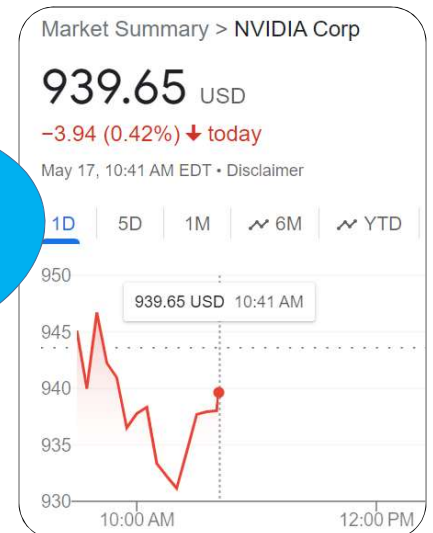 Market Summary > NVIDIA Corp
939.65 USD
−3.94 (0.42%) ↓ today
May 17, 10:41 AM EDT • Disclaimer
1D 5D 1M 6M YTD
950
939.65 USD 10:41 AM
945
940
935
930
10:00 AM 12:00 PM